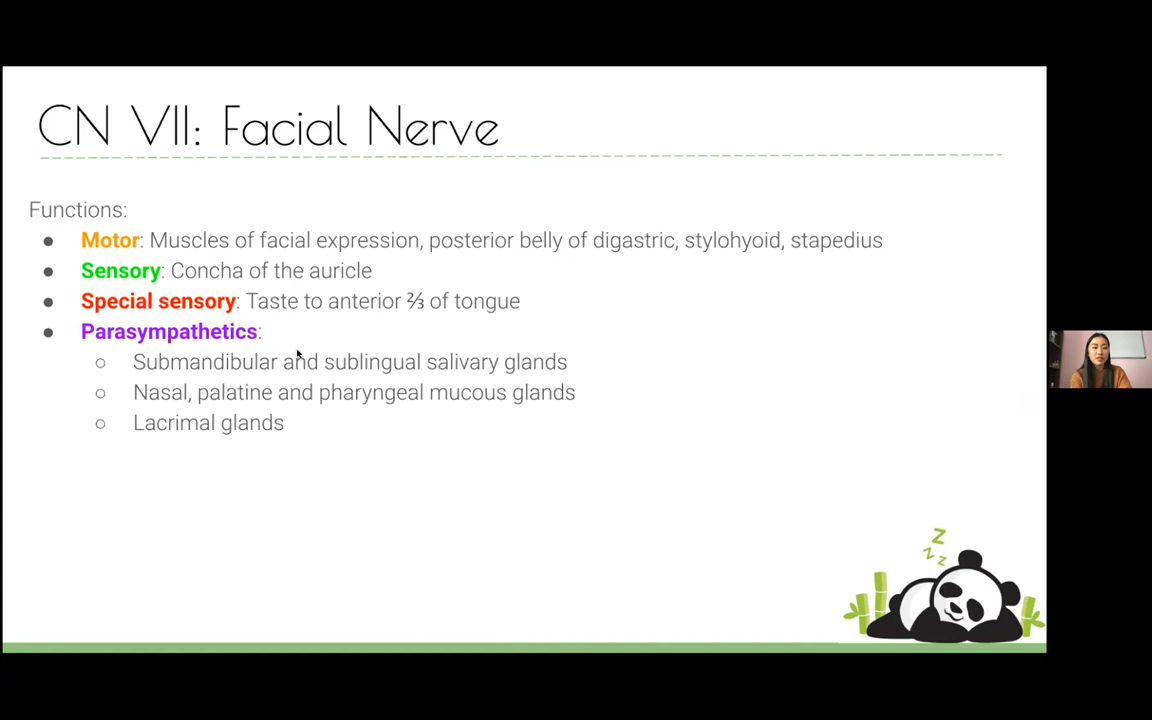 CN VII: Facial Nerve
Functions:
● Motor: Muscles of facial expression, posterior belly of digastric, stylohyoid, stapedius
● Sensory: Concha of the auricle
● Special sensory: Taste to anterior ⅔ of tongue
● Parasympathetics:
○ Submandibular and sublingual salivary glands
○ Nasal, palatine and pharyngeal mucous glands
○ Lacrimal glands
Z
Z
Z